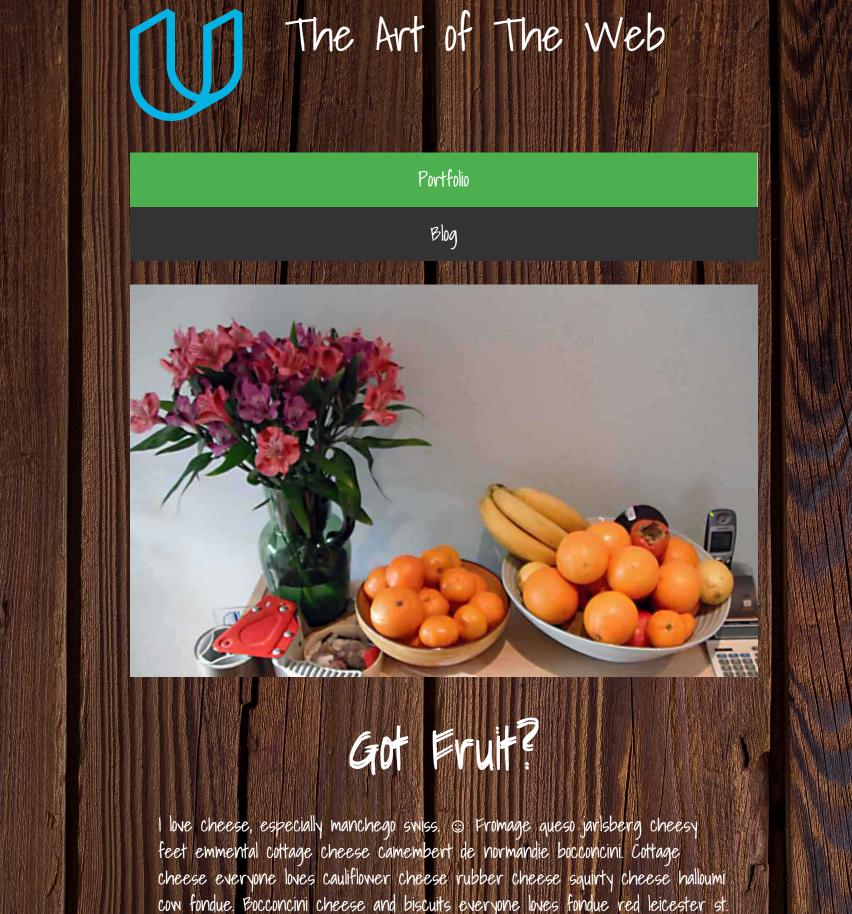 The Art of The Web
Portfolio
Blog
Got Fruit?
I love cheese, especially manchego swiss. ☺ Fromage queso jarlsberg cheesy
feet emmental cottage cheese camembert de normandie bocconcini. Cottage
cheese everyone loves cauliflower cheese rubber cheese squirty cheese halloumi
cow fondue. Bocconcini cheese and biscuits everyone loves fondue red leicester st.